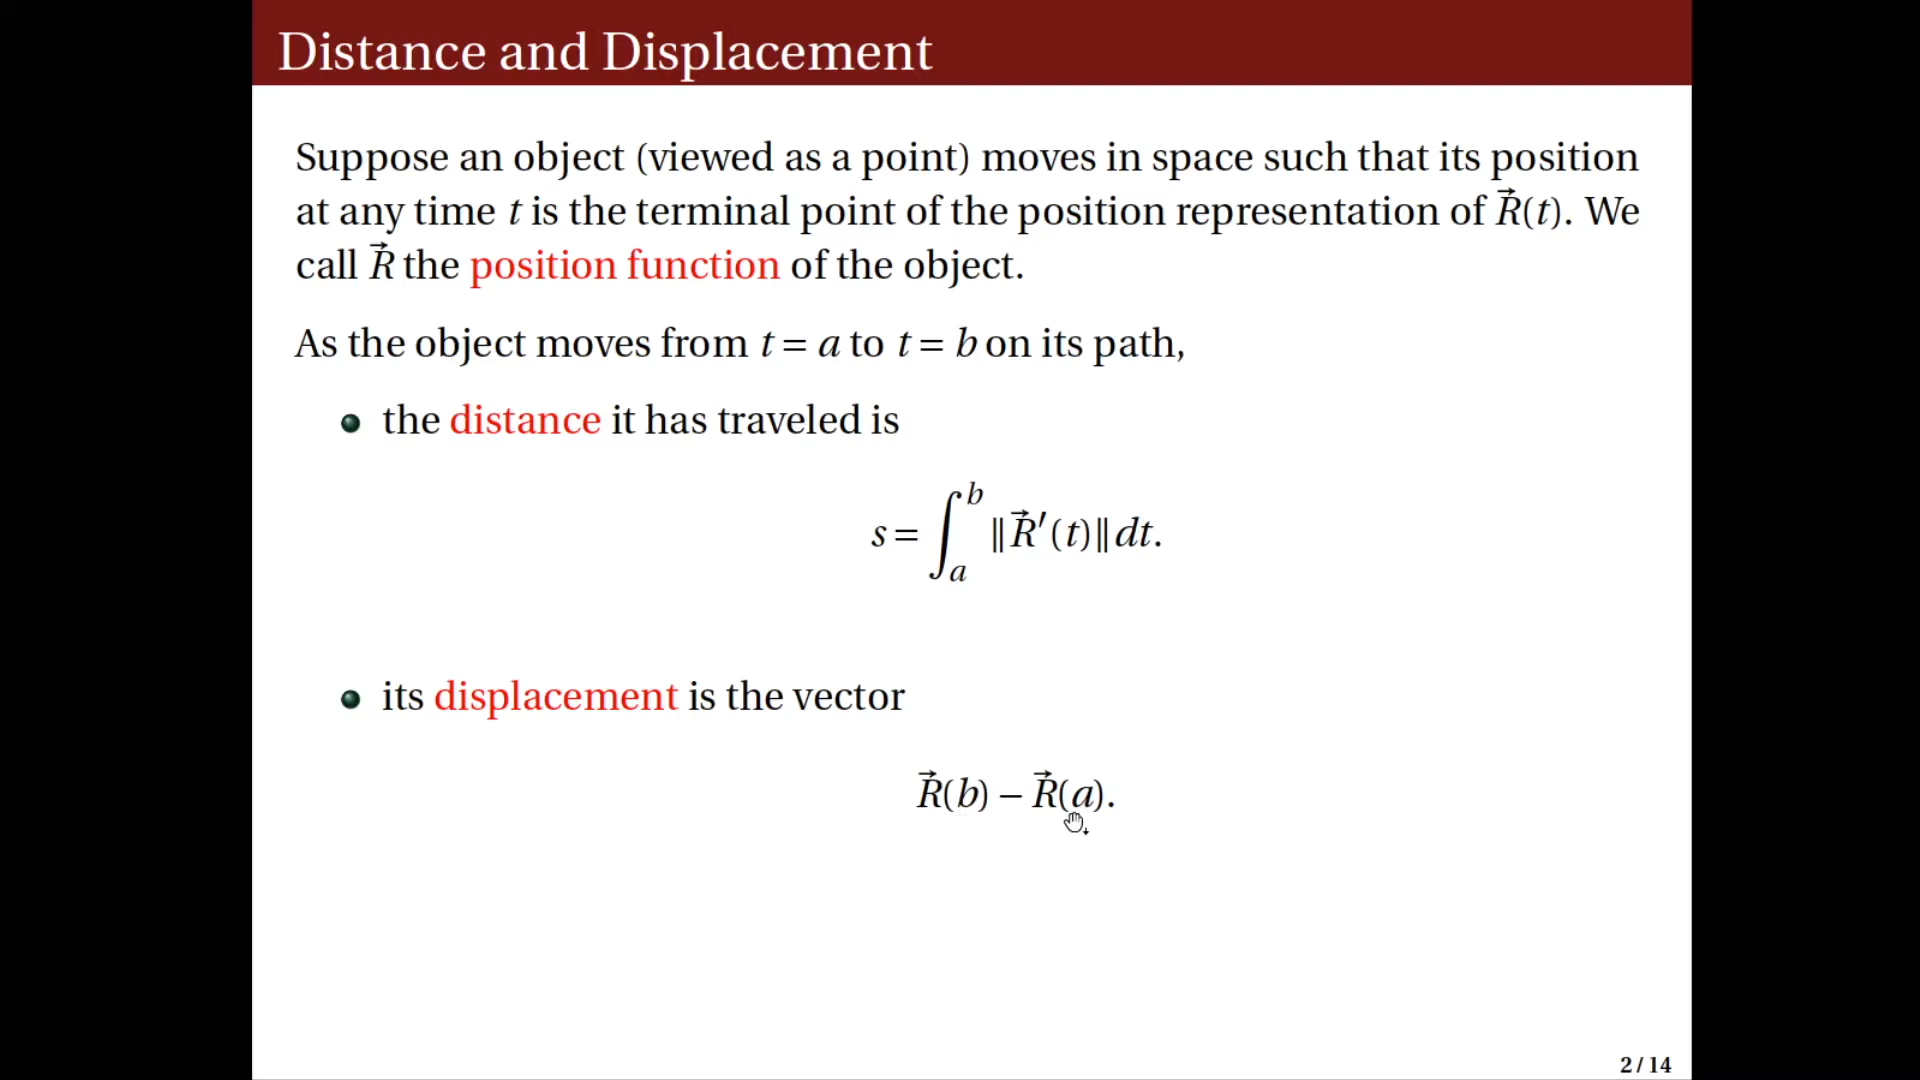 Distance and Displacement
Suppose an object (viewed as a point) moves in space such that its position
at any time t is the terminal point of the position representation of R⃗(t). We
call R⃗ the position function of the object.
As the object moves from t = a to t = b on its path,
the distance it has traveled is
s = ∫_a^b ‖R⃗′(t)‖ dt.
its displacement is the vector
R⃗(b) − R⃗(a).
2 / 14